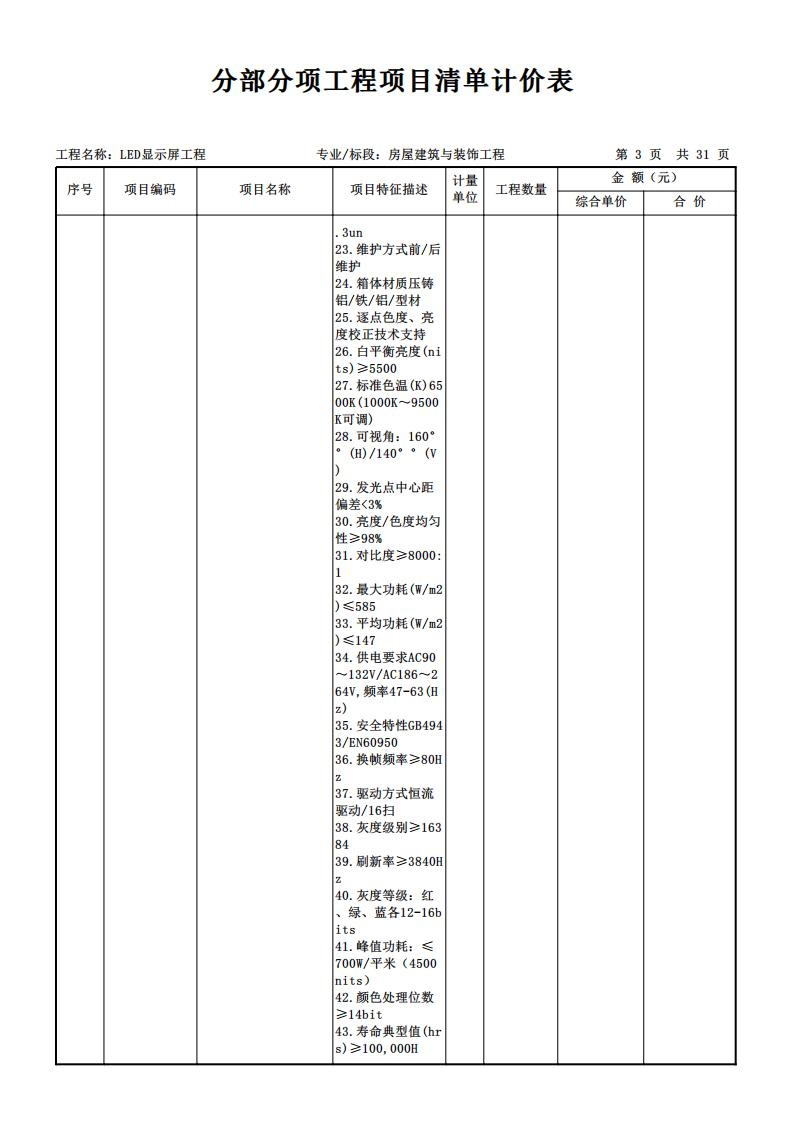 分部分项工程项目清单计价表
工程名称：LED显示屏工程 专业/标段：房屋建筑与装饰工程 第 3 页 共 31 页
序号 项目编码 项目名称 项目特征描述 计量单位 工程数量 金 额（元）
综合单价 合 价
.3un
23.维护方式前/后
维护
24.箱体材质压铸
铝/铁/铝/型材
25.逐点色度、亮
度校正技术支持
26.白平衡亮度(ni
ts)≥5500
27.标准色温(K)65
00K(1000K～9500
K可调)
28.可视角：160°
°(H)/140°°(V
)
29.发光点中心距
偏差<3%
30.亮度/色度均匀
性≥98%
31.对比度≥8000:
1
32.最大功耗(W/m2
)≤585
33.平均功耗(W/m2
)≤147
34.供电要求AC90
～132V/AC186～2
64V,频率47-63(H
z)
35.安全特性GB494
3/EN60950
36.换帧频率≥80H
z
37.驱动方式恒流
驱动/16扫
38.灰度级别≥163
84
39.刷新率≥3840H
z
40.灰度等级：红
、绿、蓝各12-16b
its
41.峰值功耗：≤
700W/平米（4500
nits）
42.颜色处理位数
≥14bit
43.寿命典型值(hr
s)≥100,000H